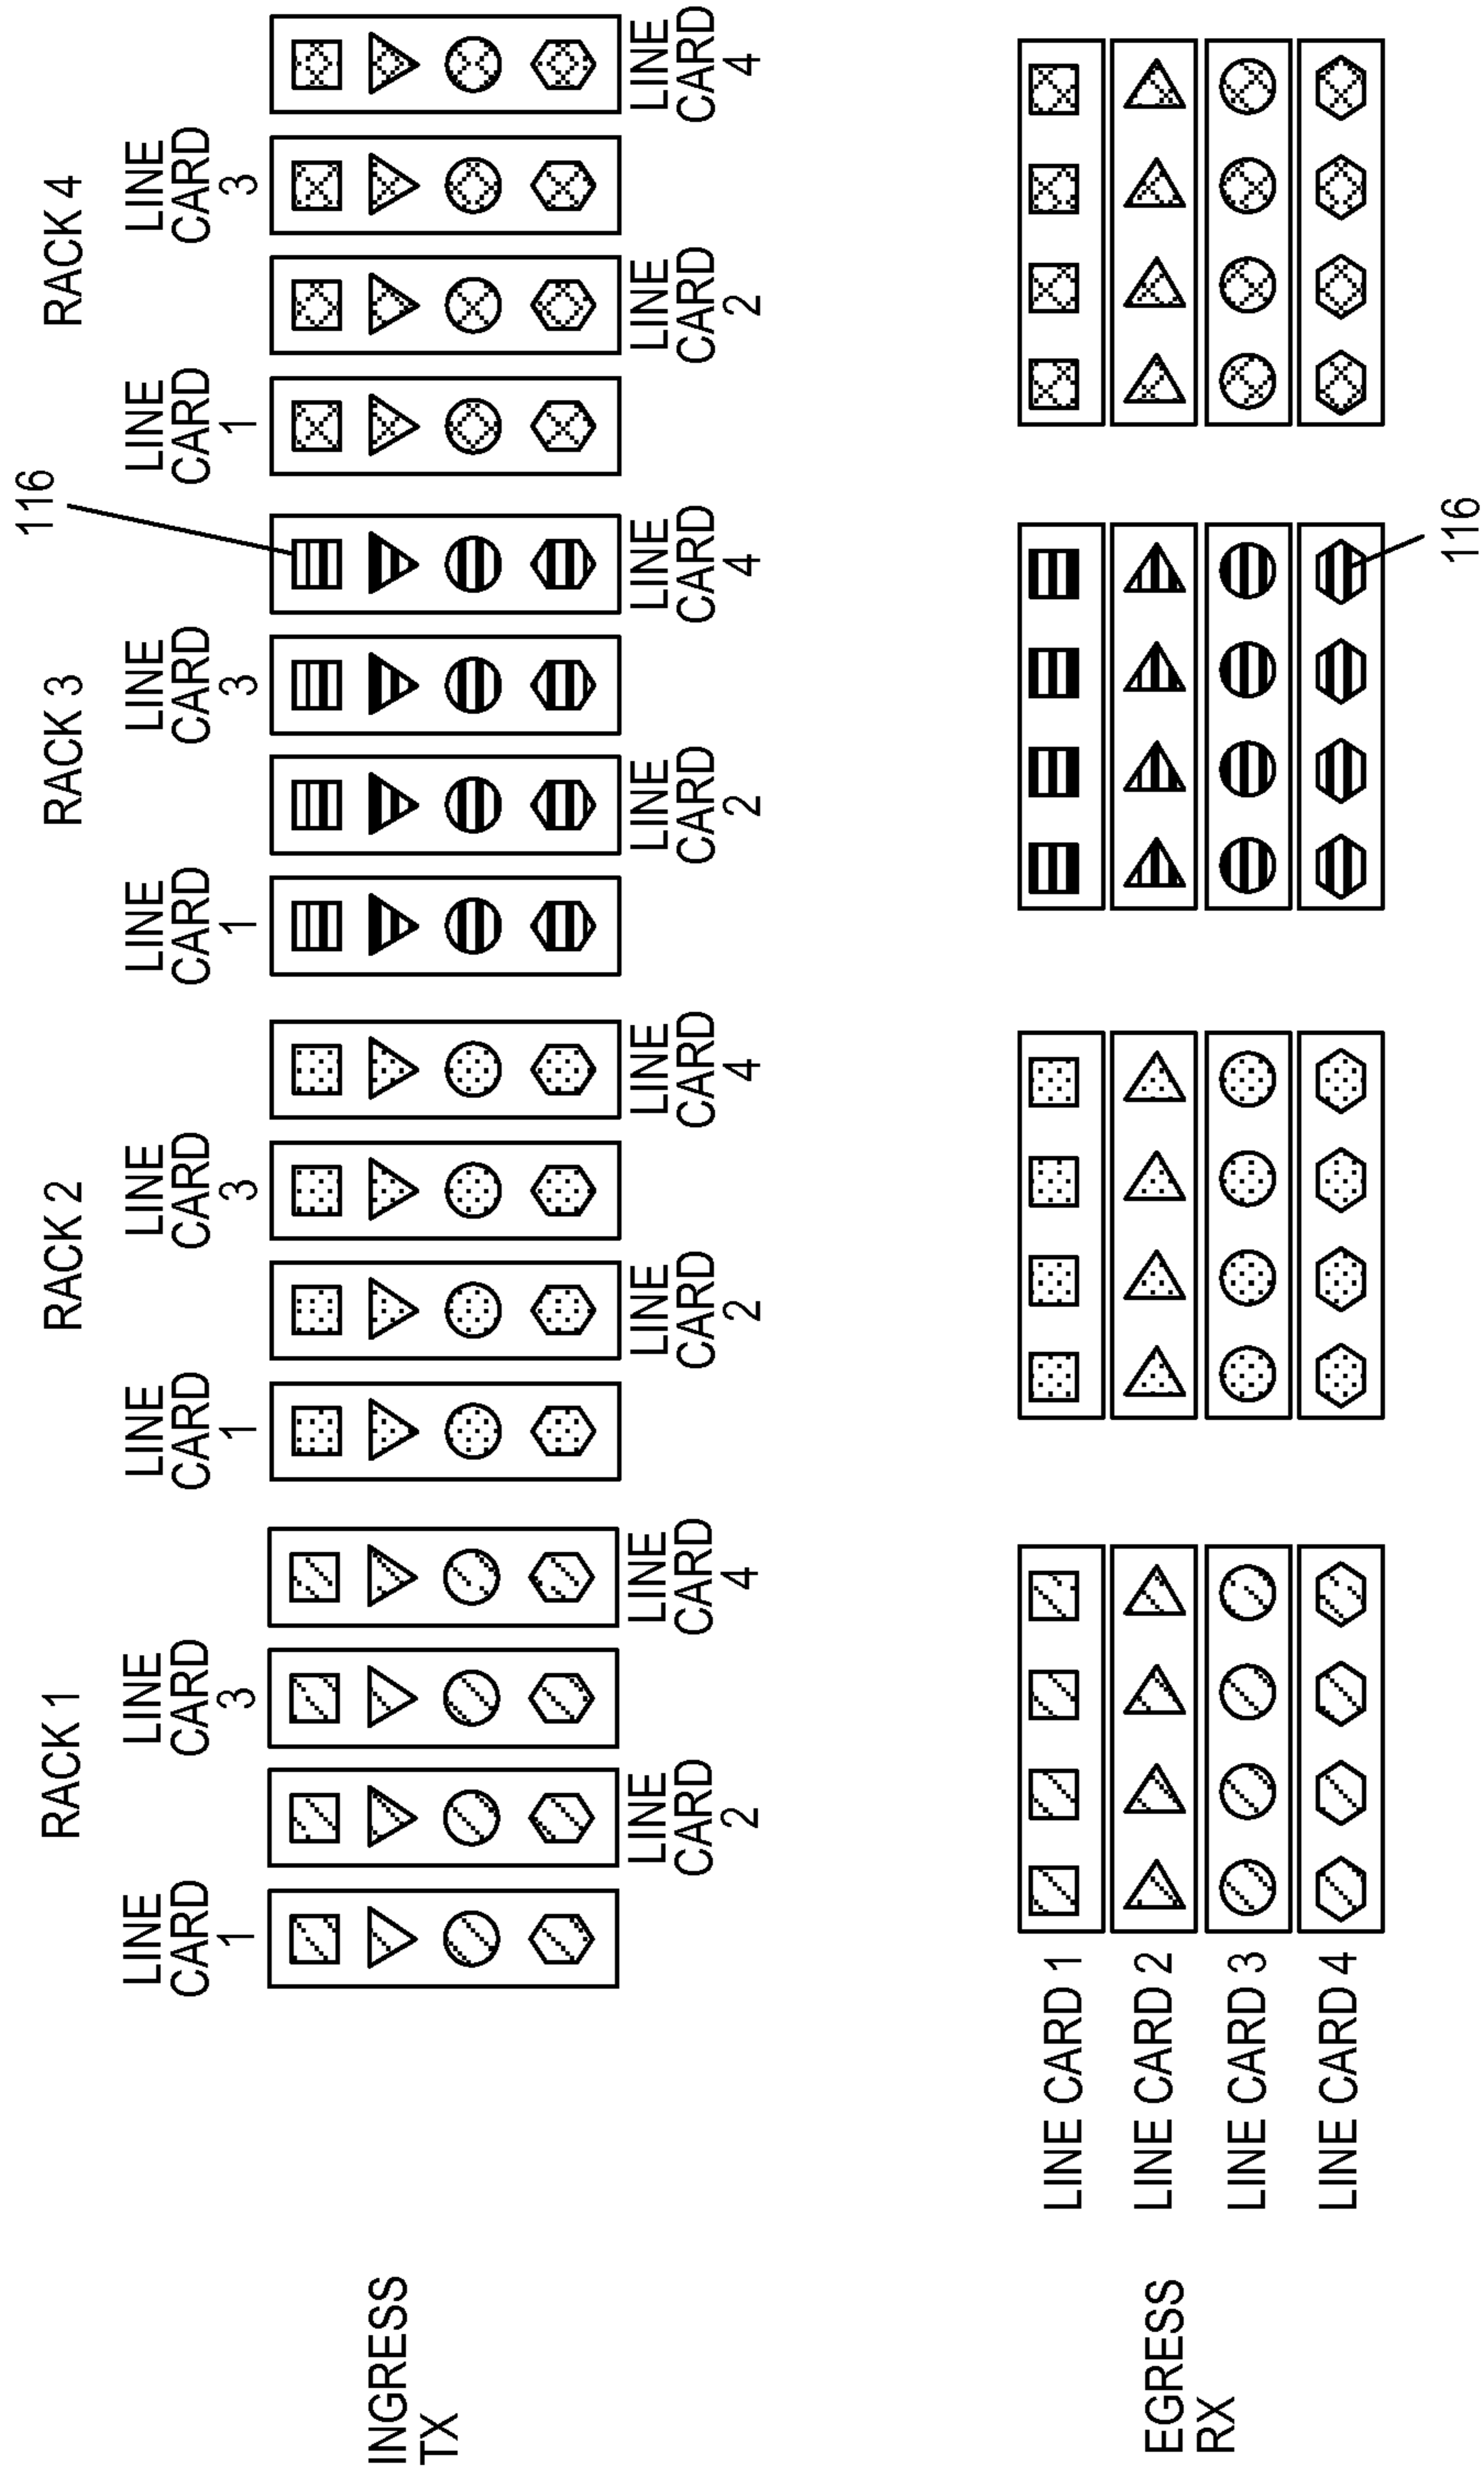 RACK 1
RACK 2
RACK 3
RACK 4
116
LINE
CARD
1
LINE
CARD
3
LINE
CARD
1
LINE
CARD
3
LINE
CARD
1
LINE
CARD
3
LINE
CARD
1
LINE
CARD
3
INGRESS
TX
LINE
CARD
2
LINE
CARD
4
LINE
CARD
2
LINE
CARD
4
LINE
CARD
2
LINE
CARD
4
LINE
CARD
2
LINE
CARD
4
EGRESS
RX
LINE CARD 1
LINE CARD 2
LINE CARD 3
LINE CARD 4
116